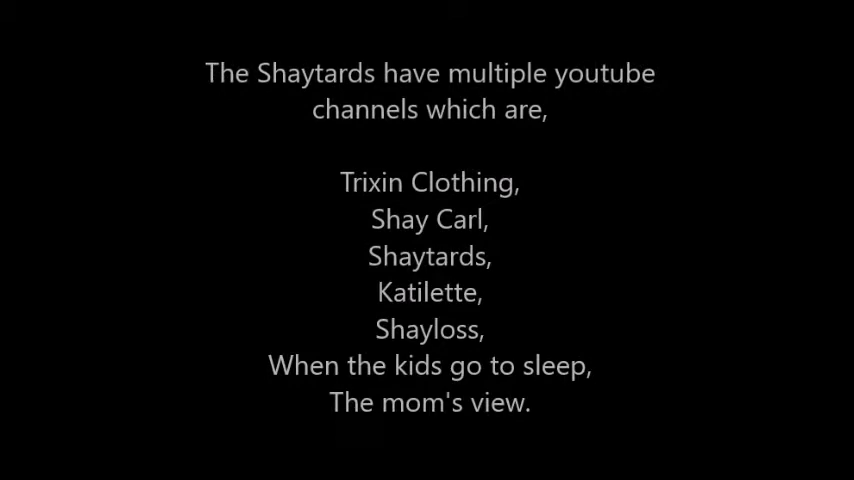 The Shaytards have multiple youtube
channels which are,
Trixin Clothing,
Shay Carl,
Shaytards,
Katilette,
Shayloss,
When the kids go to sleep,
The mom's view.